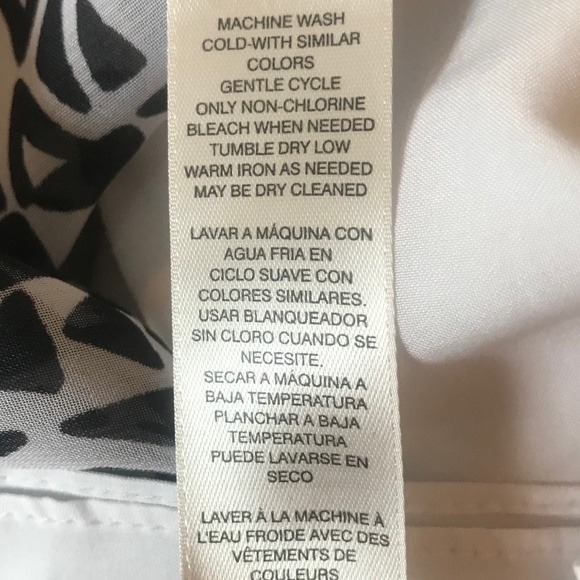 MACHINE WASH
COLD-WITH SIMILAR
COLORS
GENTLE CYCLE
ONLY NON-CHLORINE
BLEACH WHEN NEEDED
TUMBLE DRY LOW
WARM IRON AS NEEDED
MAY BE DRY CLEANED
LAVAR A MÁQUINA CON
AGUA FRIA EN
CICLO SUAVE CON
COLORES SIMILARES.
USAR BLANQUEADOR
SIN CLORO CUANDO SE
NECESITE.
SECAR A MÁQUINA A
BAJA TEMPERATURA
PLANCHAR A BAJA
TEMPERATURA
PUEDE LAVARSE EN
SECO
LAVER À LA MACHINE À
L'EAU FROIDE AVEC DES
VÊTEMENTS DE
COULEURS